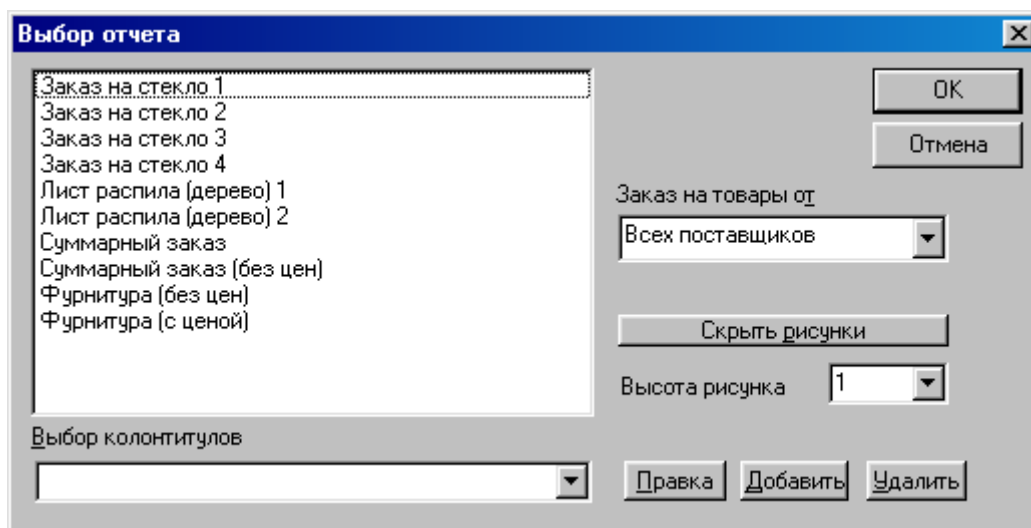 Выбор отчета
Заказ на стекло 1
Заказ на стекло 2
Заказ на стекло 3
Заказ на стекло 4
Лист распила (дерево) 1
Лист распила (дерево) 2
Суммарный заказ
Суммарный заказ (без цен)
Фурнитура (без цен)
Фурнитура (с ценой)
OK
Отмена
Заказ на товары от
Всех поставщиков
Скрыть рисунки
Высота рисунка 1
Выбор колонтитулов
Правка Добавить Удалить